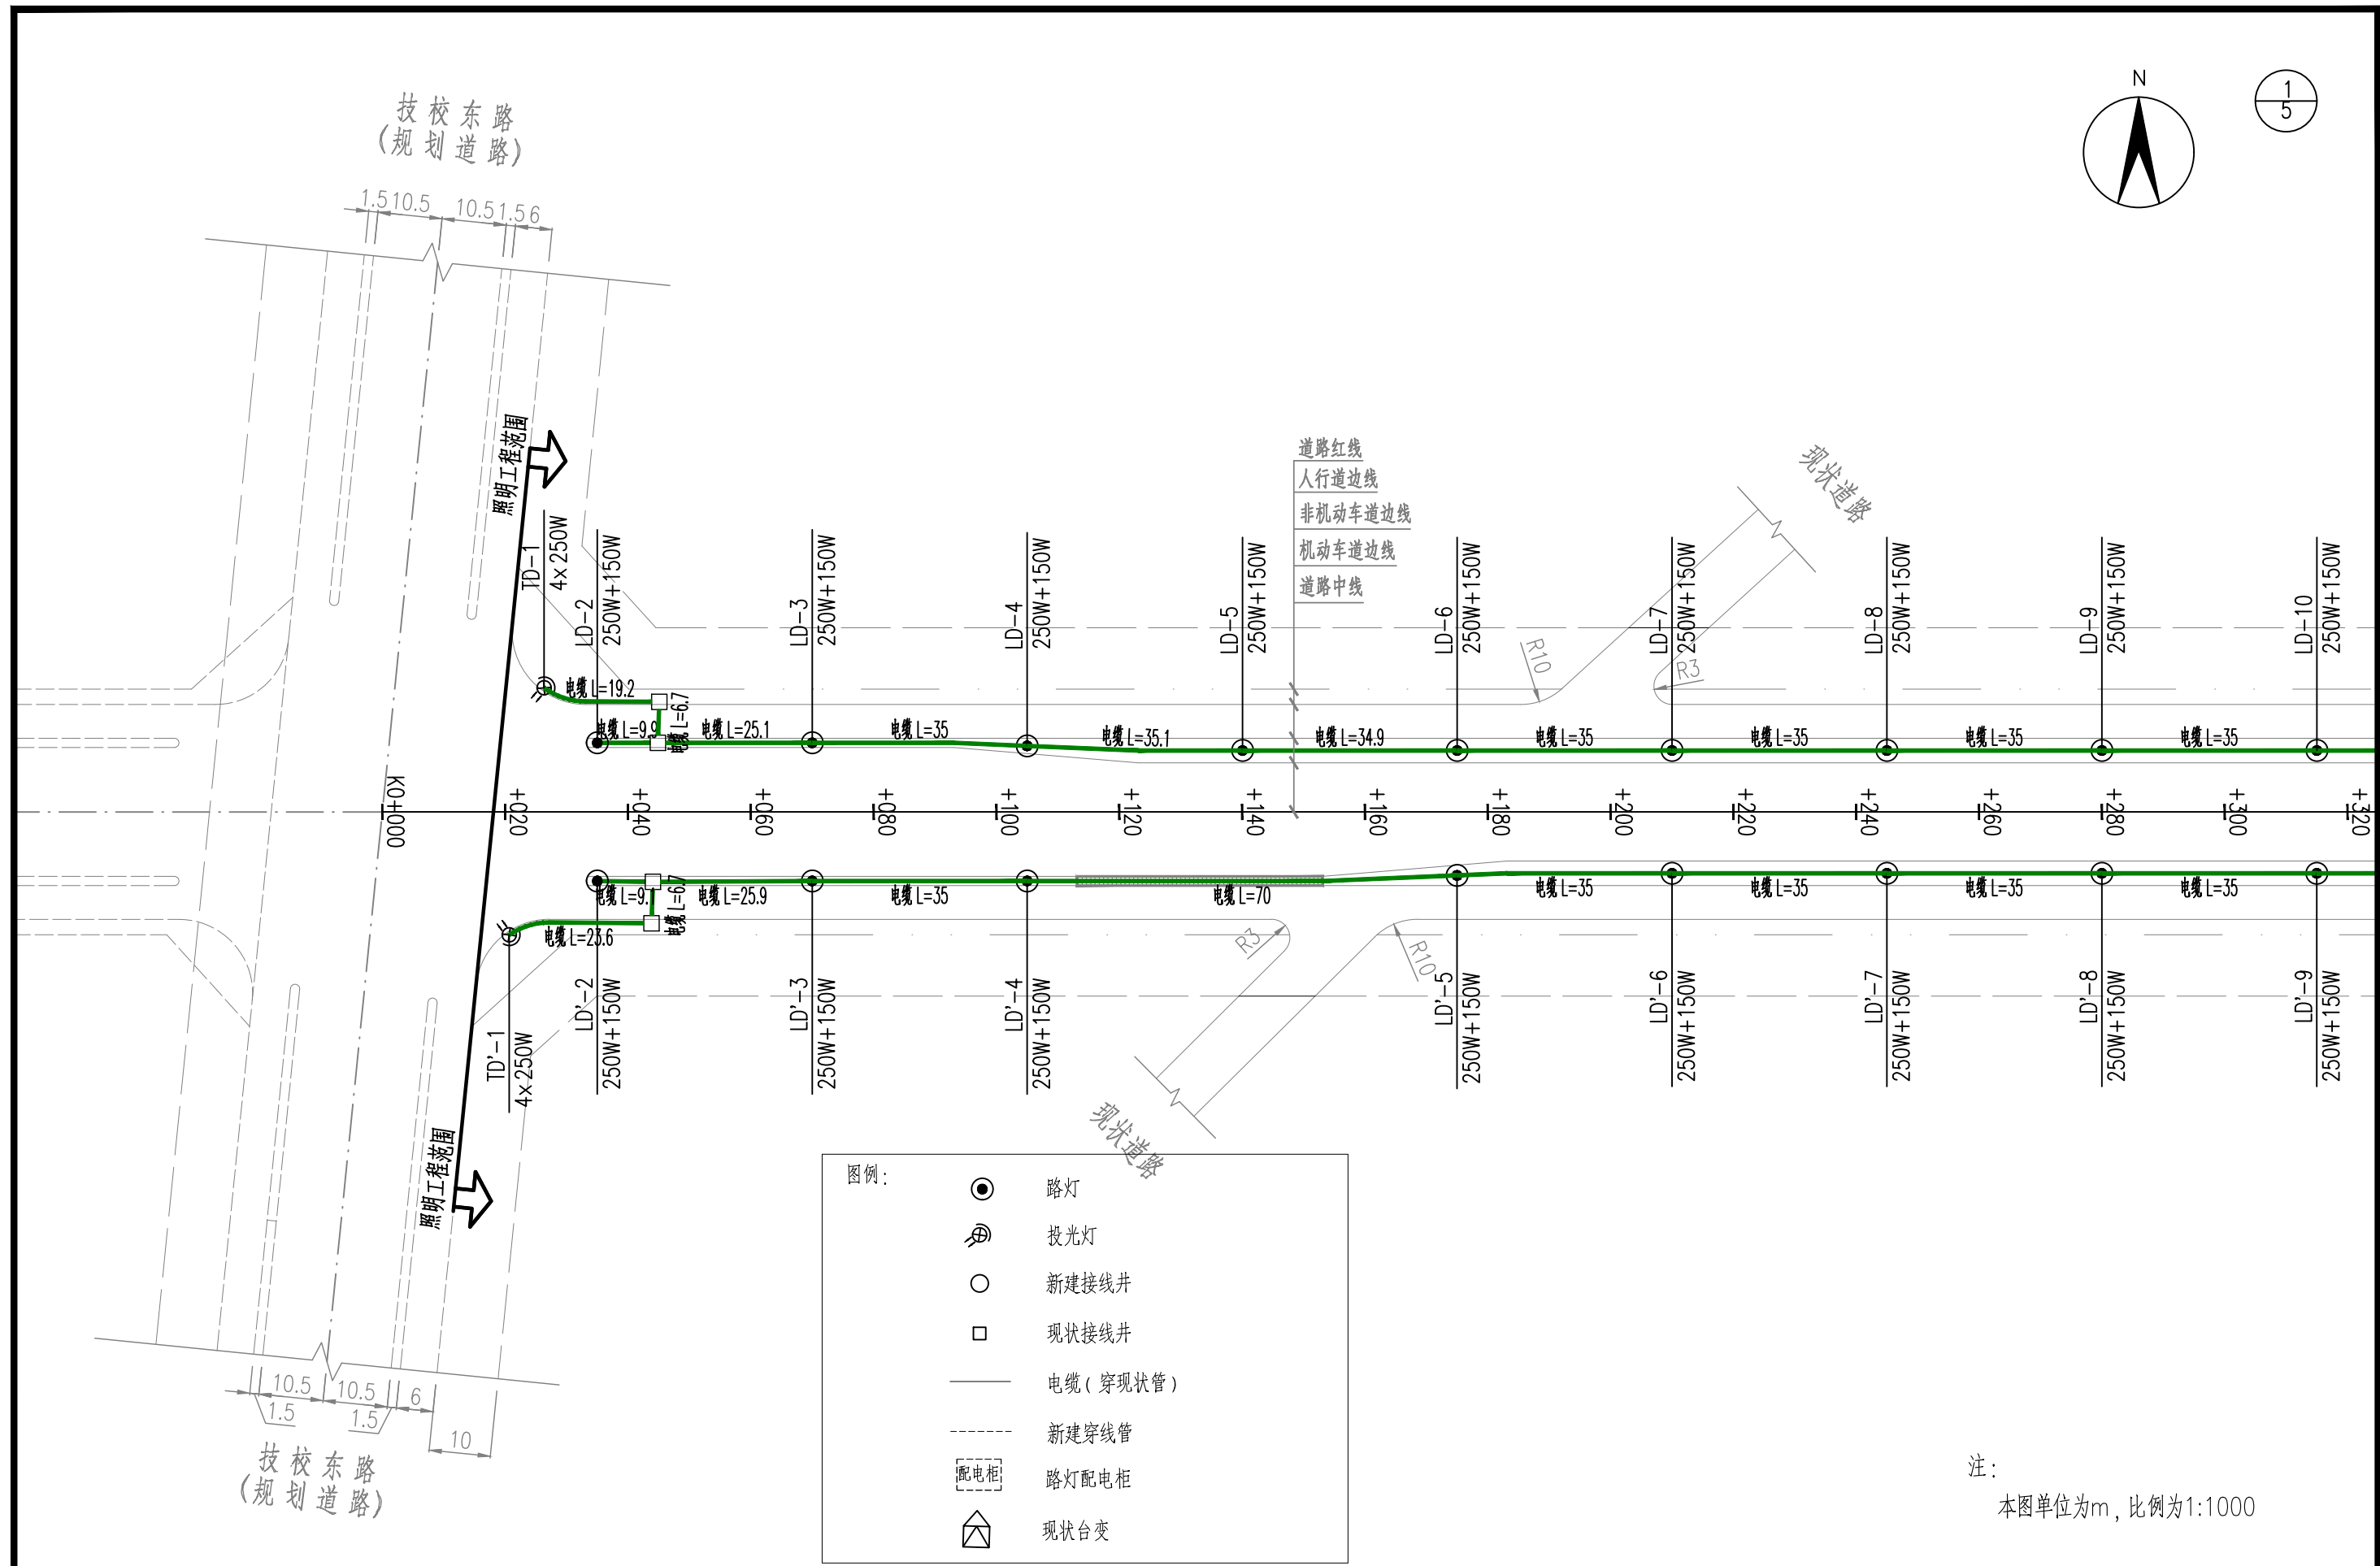 N
1
5
技校东路
(规划道路)
1.5 10.5 10.5 1.5 6
照明工程范围
TD-1
4×250W
LD-2
250W+150W
LD-3
250W+150W
LD-4
250W+150W
LD-5
250W+150W
道路红线
人行道边线
非机动车道边线
机动车道边线
道路中线
LD-6
250W+150W
LD-7
250W+150W
LD-8
250W+150W
LD-9
250W+150W
LD-10
250W+150W
现状道路
R10
R3
电缆 L=19.2
电缆 L=6.7
电缆 L=9.9
电缆 L=25.1
电缆 L=35
电缆 L=35.1
电缆 L=34.9
电缆 L=35
电缆 L=35
电缆 L=35
电缆 L=35
K0+000
+020
+040
+060
+080
+100
+120
+140
+160
+180
+200
+220
+240
+260
+280
+300
+320
电缆 L=9.
电缆 L=6.7
电缆 L=25.9
电缆 L=35
电缆 L=70
电缆 L=35
电缆 L=35
电缆 L=35
电缆 L=35
电缆 L=23.6
R3
R10
TD'-1
4×250W
LD'-2
250W+150W
LD'-3
250W+150W
LD'-4
250W+150W
LD'-5
250W+150W
LD'-6
250W+150W
LD'-7
250W+150W
LD'-8
250W+150W
LD'-9
250W+150W
现状道路
照明工程范围
10.5 10.5 6
1.5 1.5
10
技校东路
(规划道路)
图例：
路灯
投光灯
新建接线井
现状接线井
电缆（穿现状管）
新建穿线管
配电柜 路灯配电柜
现状台变
注：
本图单位为m，比例为1:1000